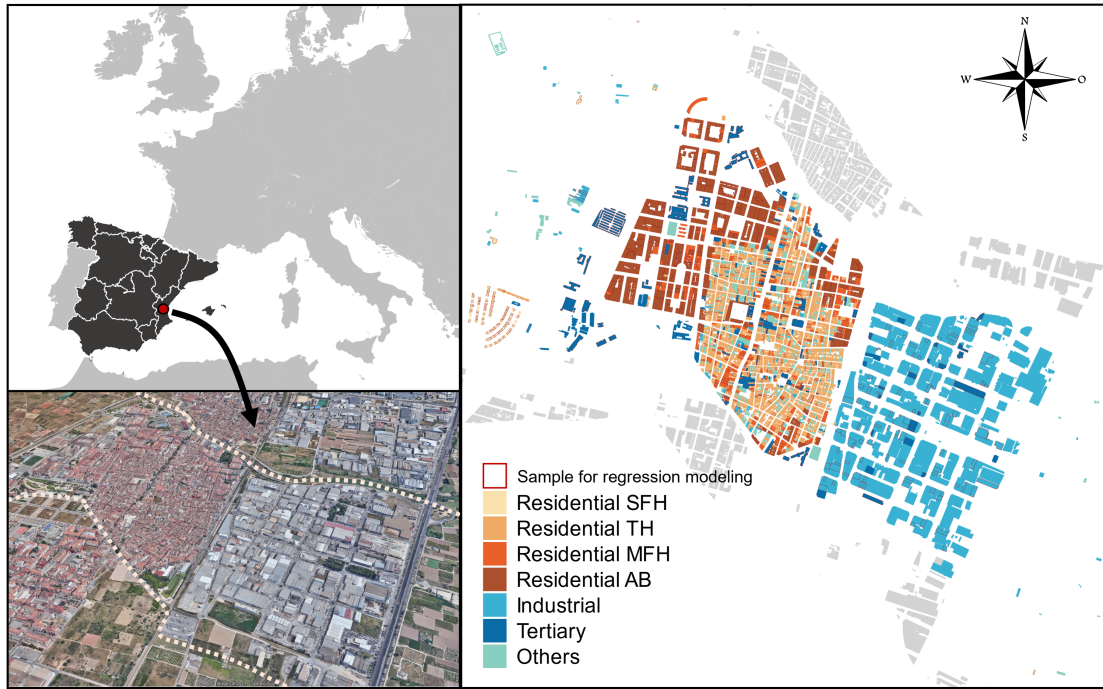 N
W
O
S
Sample for regression modeling
Residential SFH
Residential TH
Residential MFH
Residential AB
Industrial
Tertiary
Others